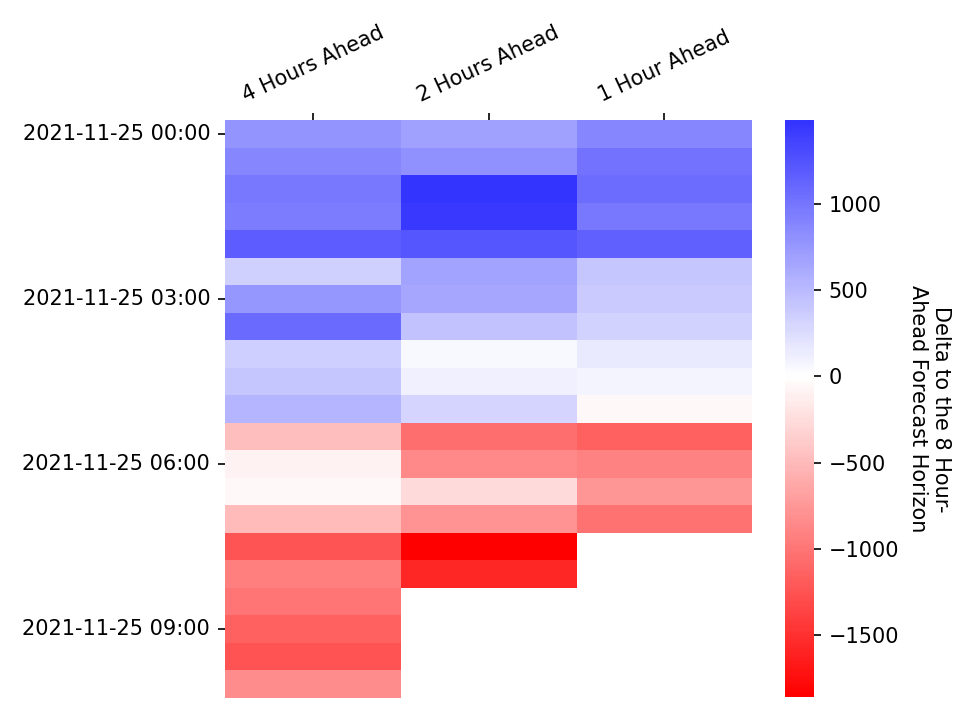 4 Hours Ahead
2 Hours Ahead
1 Hour Ahead
2021-11-25 00:00
2021-11-25 03:00
2021-11-25 06:00
2021-11-25 09:00
1000
500
0
−500
−1000
−1500
Delta to the 8 Hour-
Ahead Forecast Horizon